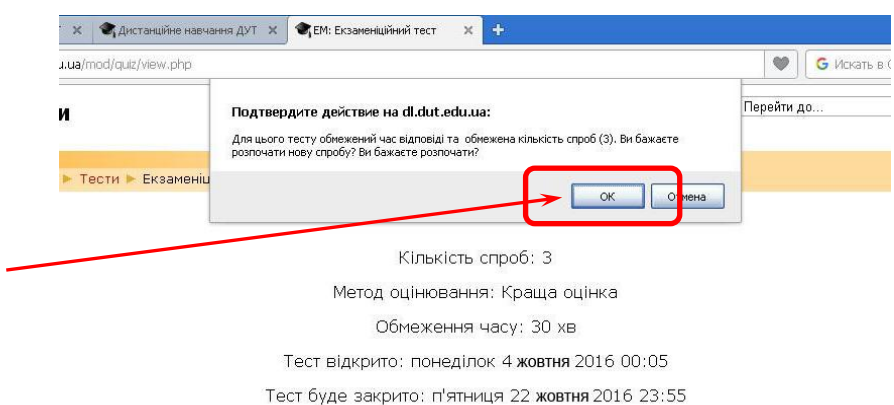 Дистанційне навчання ДУТ
ЕМ: Екзаменіційний тест
u.ua/mod/quiz/view.php
Искать в
и
Подтвердите действие на dl.dut.edu.ua:
Перейти до...
Для цього тесту обмежений час відповіді та обмежена кількість спроб (3). Ви бажаєте
розпочати нову спробу? Ви бажаєте розпочати?
Тести ► Екзаменіц
OK
Отмена
Кількість спроб: 3
Метод оцінювання: Краща оцінка
Обмеження часу: 30 хв
Тест відкрито: понеділок 4 жовтня 2016 00:05
Тест буде закрито: п'ятниця 22 жовтня 2016 23:55